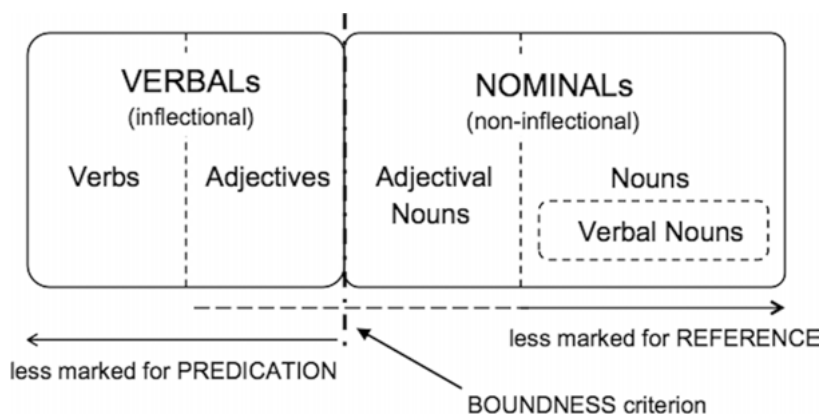 VERBALs
(inflectional)
Verbs
Adjectives
NOMINALs
(non-inflectional)
Adjectival
Nouns
Nouns
Verbal Nouns
less marked for REFERENCE
less marked for PREDICATION
BOUNDNESS criterion